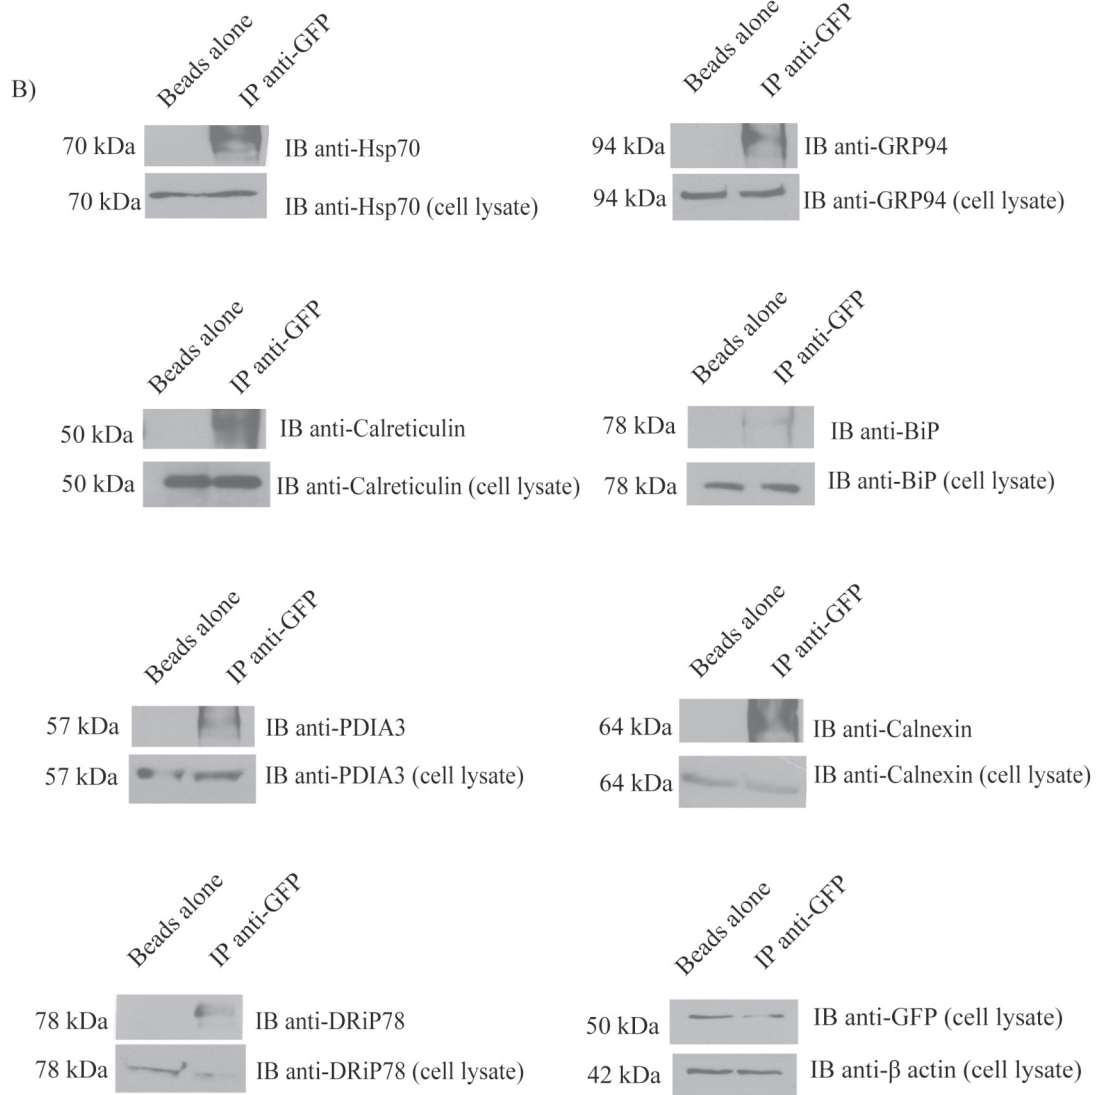 B)
Beads alone
IP anti-GFP
70 kDa
IB anti-Hsp70
70 kDa
IB anti-Hsp70 (cell lysate)
Beads alone
IP anti-GFP
94 kDa
IB anti-GRP94
94 kDa
IB anti-GRP94 (cell lysate)
Beads alone
IP anti-GFP
50 kDa
IB anti-Calreticulin
50 kDa
IB anti-Calreticulin (cell lysate)
Beads alone
IP anti-GFP
78 kDa
IB anti-BiP
78 kDa
IB anti-BiP (cell lysate)
Beads alone
IP anti-GFP
57 kDa
IB anti-PDIA3
57 kDa
IB anti-PDIA3 (cell lysate)
Beads alone
IP anti-GFP
64 kDa
IB anti-Calnexin
64 kDa
IB anti-Calnexin (cell lysate)
Beads alone
IP anti-GFP
78 kDa
IB anti-DRiP78
78 kDa
IB anti-DRiP78 (cell lysate)
Beads alone
IP anti-GFP
50 kDa
IB anti-GFP (cell lysate)
42 kDa
IB anti-β actin (cell lysate)